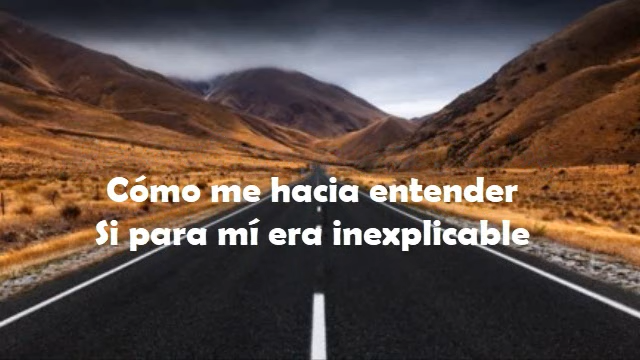 Cómo me hacia entender
Si para mí era inexplicable